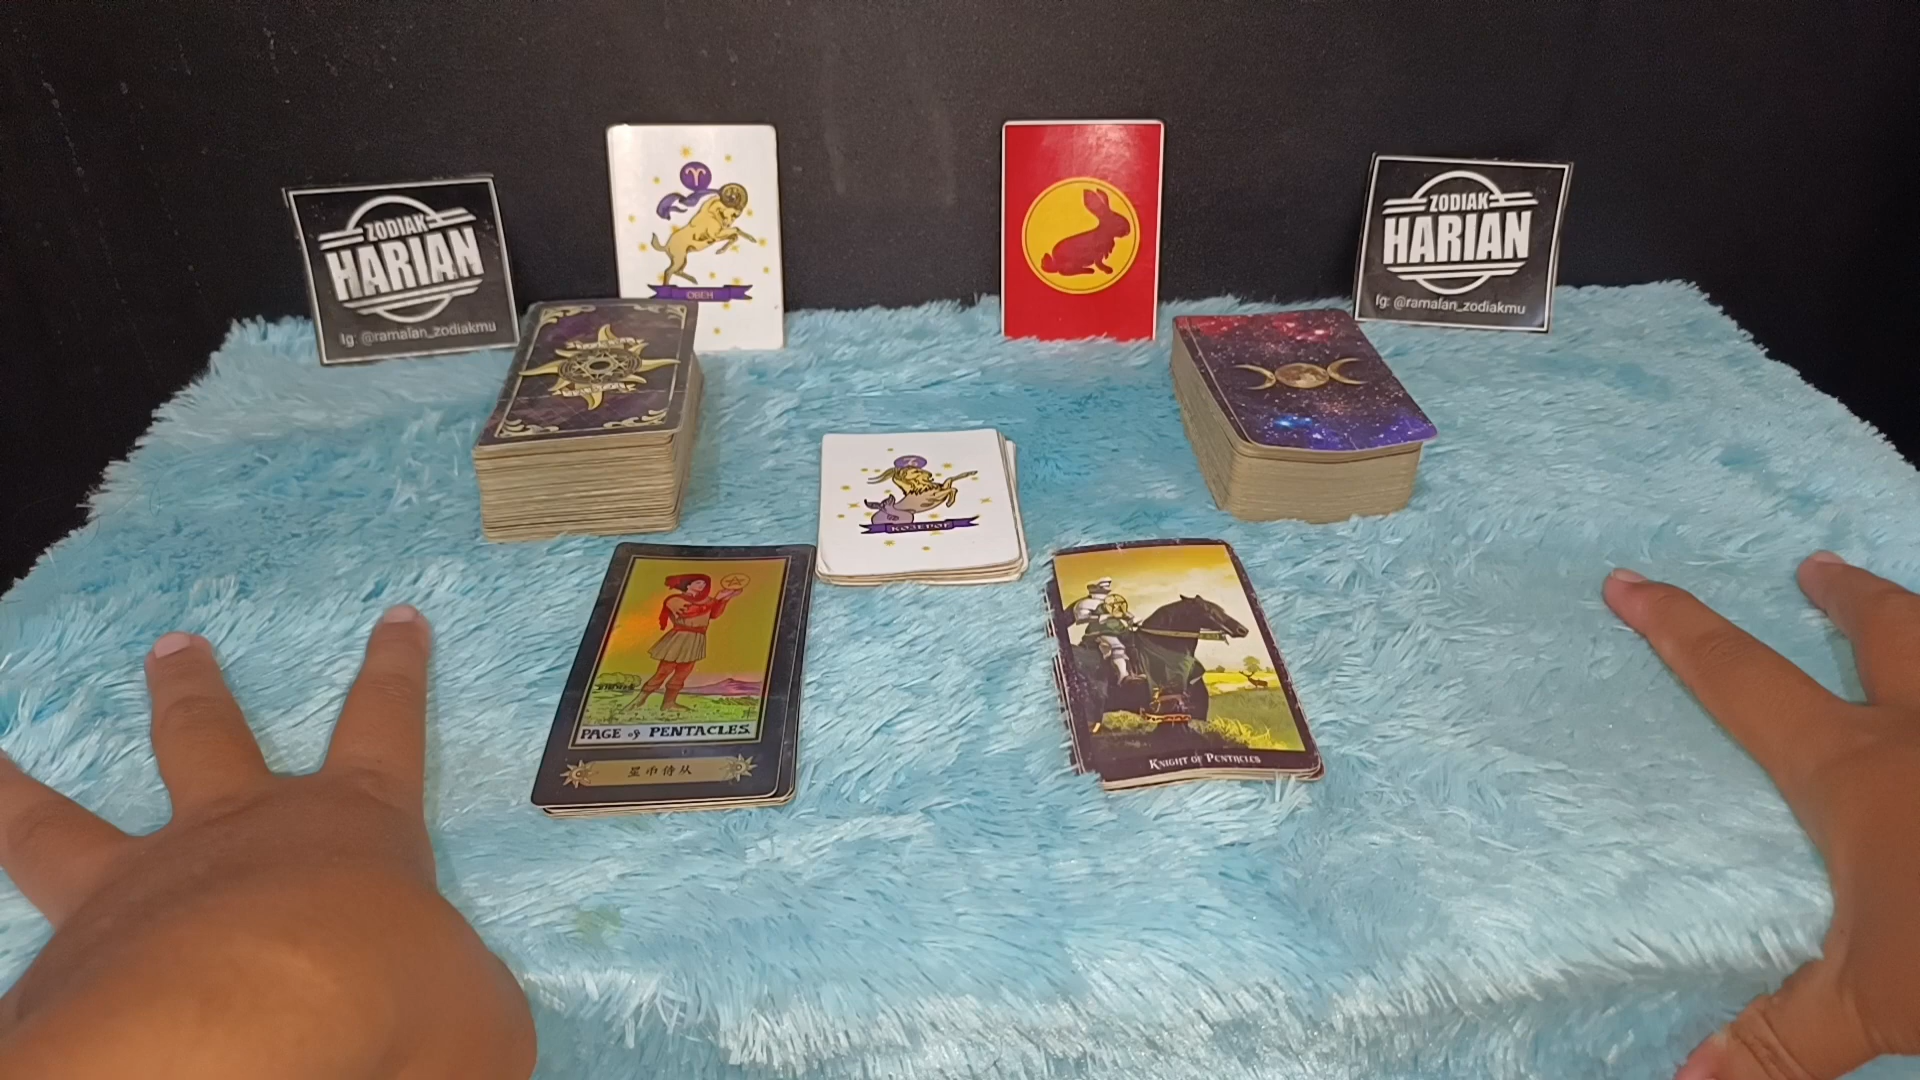 ZODIAK
HARIAN
Ig: @ramalan_zodiakmu
ОВЕН
ZODIAK
HARIAN
Ig: @ramalan_zodiakmu
КОЗЕРОГ
PAGE of PENTACLES
星币侍从
KNIGHT OF PENTACLES